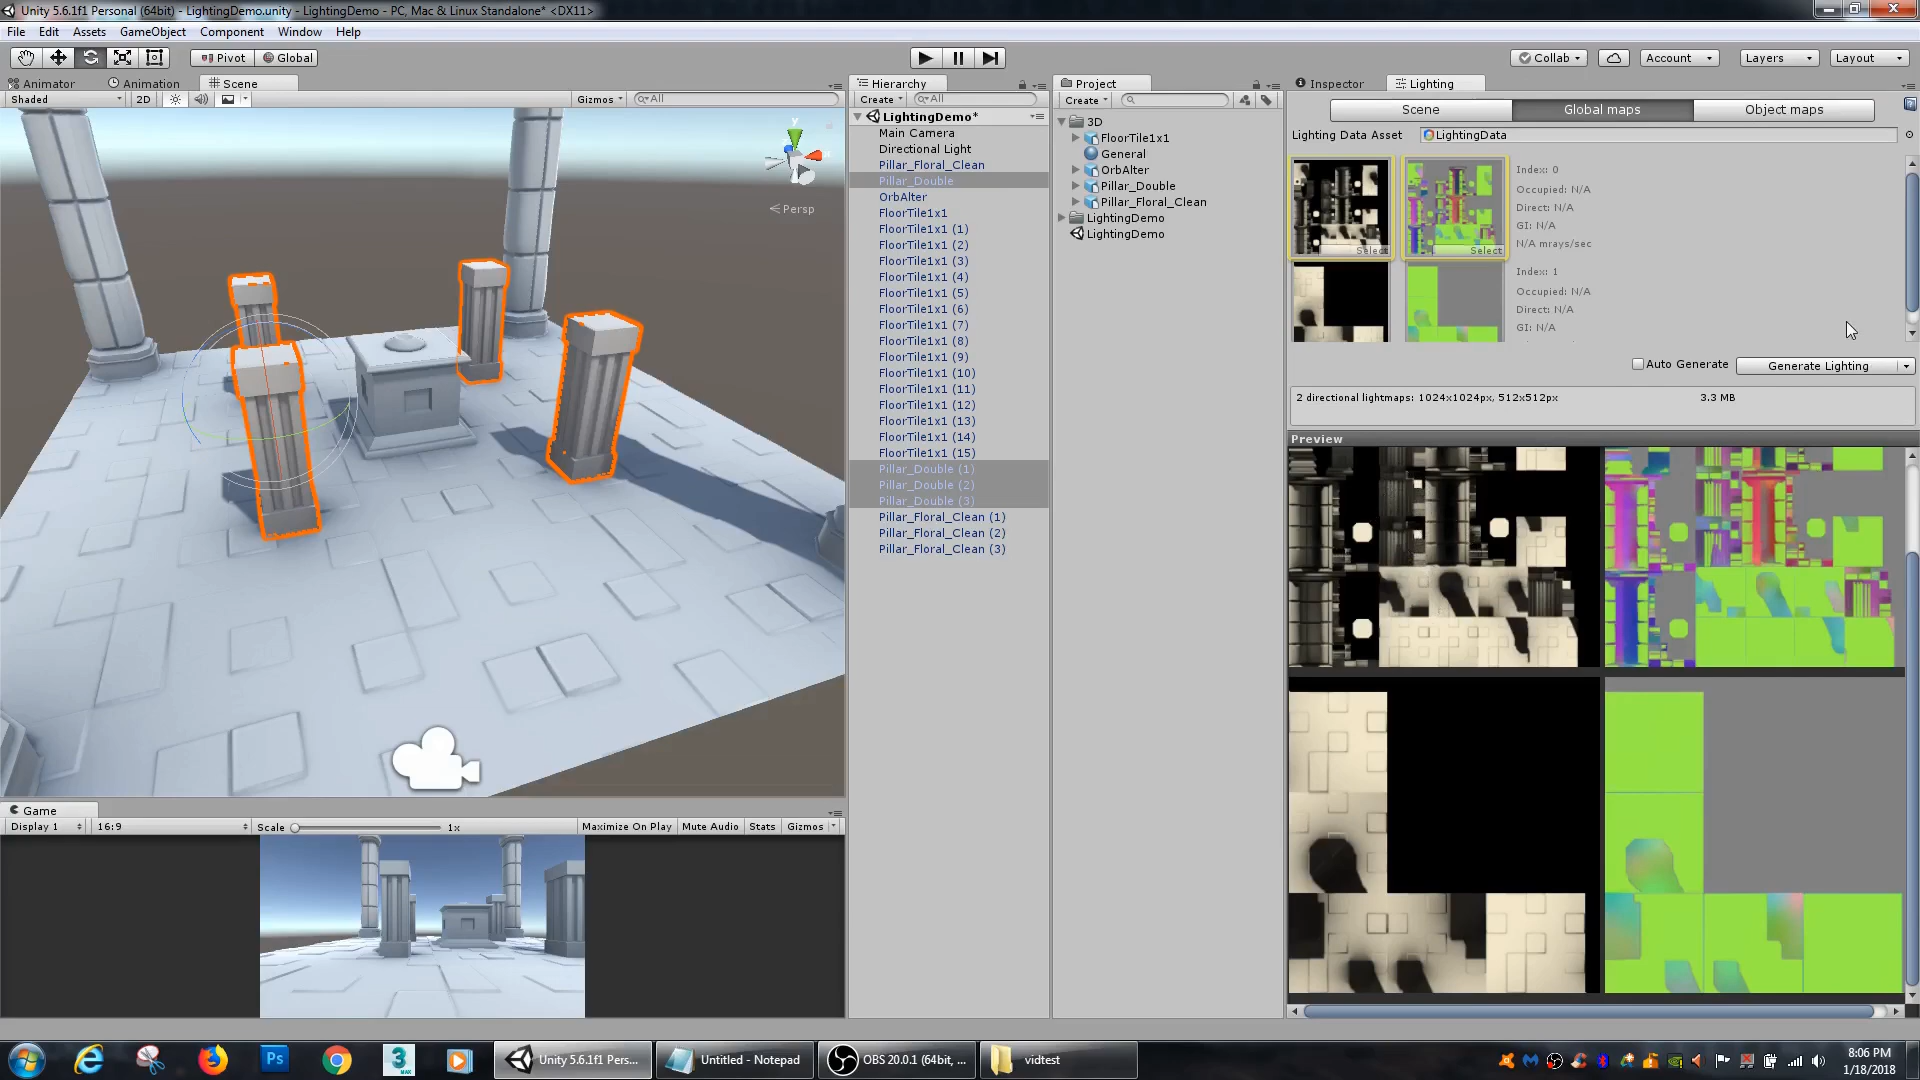 Unity 5.6.1f1 Personal (64bit) - LightingDemo.unity - LightingDemo - PC, Mac & Linux Standalone* <DX11>
File Edit Assets GameObject Component Window Help
Pivot Global Collab Account Layers Layout
Animator Animation Scene Hierarchy Project Inspector Lighting
Shaded 2D Gizmos All Create All Create Scene Global maps Object maps
LightingDemo* 3D Lighting Data Asset LightingData
y
Persp
Main Camera
Directional Light
Pillar_Floral_Clean
Pillar_Double
OrbAlter
FloorTile1x1
FloorTile1x1 (1)
FloorTile1x1 (2)
FloorTile1x1 (3)
FloorTile1x1 (4)
FloorTile1x1 (5)
FloorTile1x1 (6)
FloorTile1x1 (7)
FloorTile1x1 (8)
FloorTile1x1 (9)
FloorTile1x1 (10)
FloorTile1x1 (11)
FloorTile1x1 (12)
FloorTile1x1 (13)
FloorTile1x1 (14)
FloorTile1x1 (15)
Pillar_Double (1)
Pillar_Double (2)
Pillar_Double (3)
Pillar_Floral_Clean (1)
Pillar_Floral_Clean (2)
Pillar_Floral_Clean (3)
FloorTile1x1
General
OrbAlter
Pillar_Double
Pillar_Floral_Clean
LightingDemo
LightingDemo
Select Select
Index: 0
Occupied: N/A
Direct: N/A
GI: N/A
N/A mrays/sec
Index: 1
Occupied: N/A
Direct: N/A
GI: N/A
Auto Generate Generate Lighting
2 directional lightmaps: 1024x1024px, 512x512px 3.3 MB
Preview
Game
Display 1 16:9 Scale 1x Maximize On Play Mute Audio Stats Gizmos
Ps 3 MAX Unity 5.6.1f1 Pers... Untitled - Notepad OBS 20.0.1 (64bit, ... vidtest
8:06 PM
1/18/2018